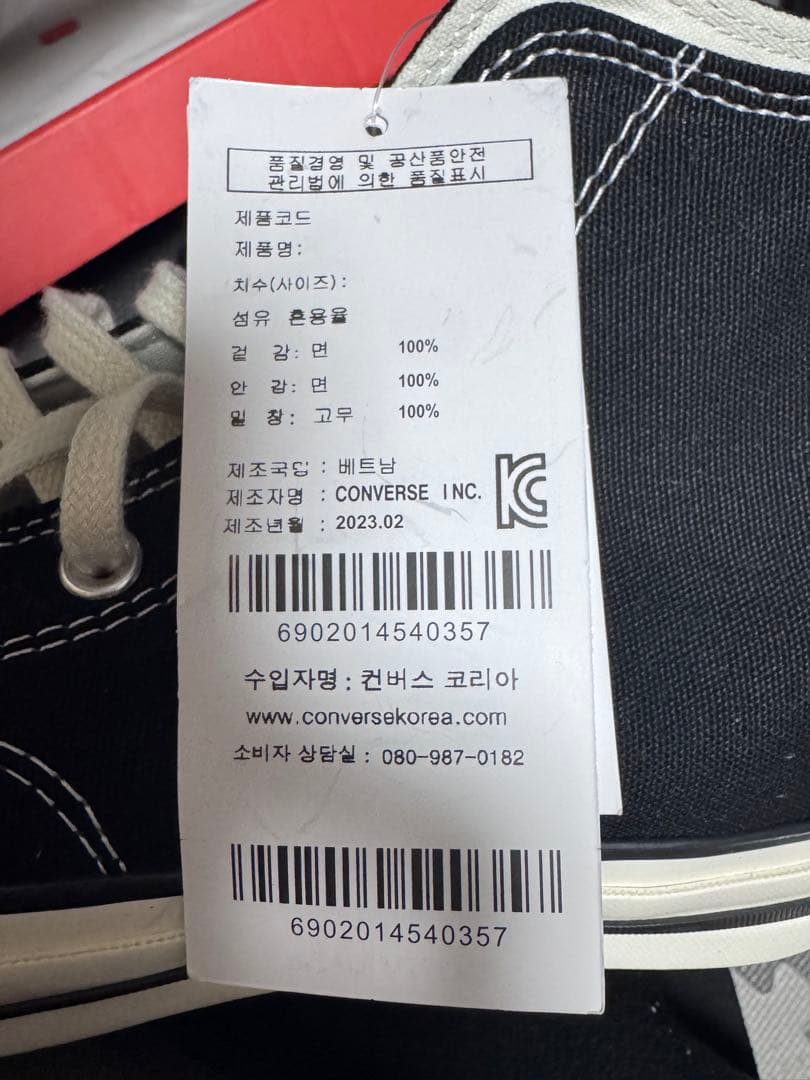 품질경영 및 공산품안전
관리법에 의한 품질표시
제품코드
제품명:
치수(사이즈):
섬유 혼용율
겉 감: 면 100%
안 감: 면 100%
밑 창: 고무 100%
제조국명 : 베트남
제조자명 : CONVERSE INC.
제조년월 : 2023.02
KC
6902014540357
수입자명 : 컨버스 코리아
www.conversekorea.com
소비자 상담실 : 080-987-0182
6902014540357